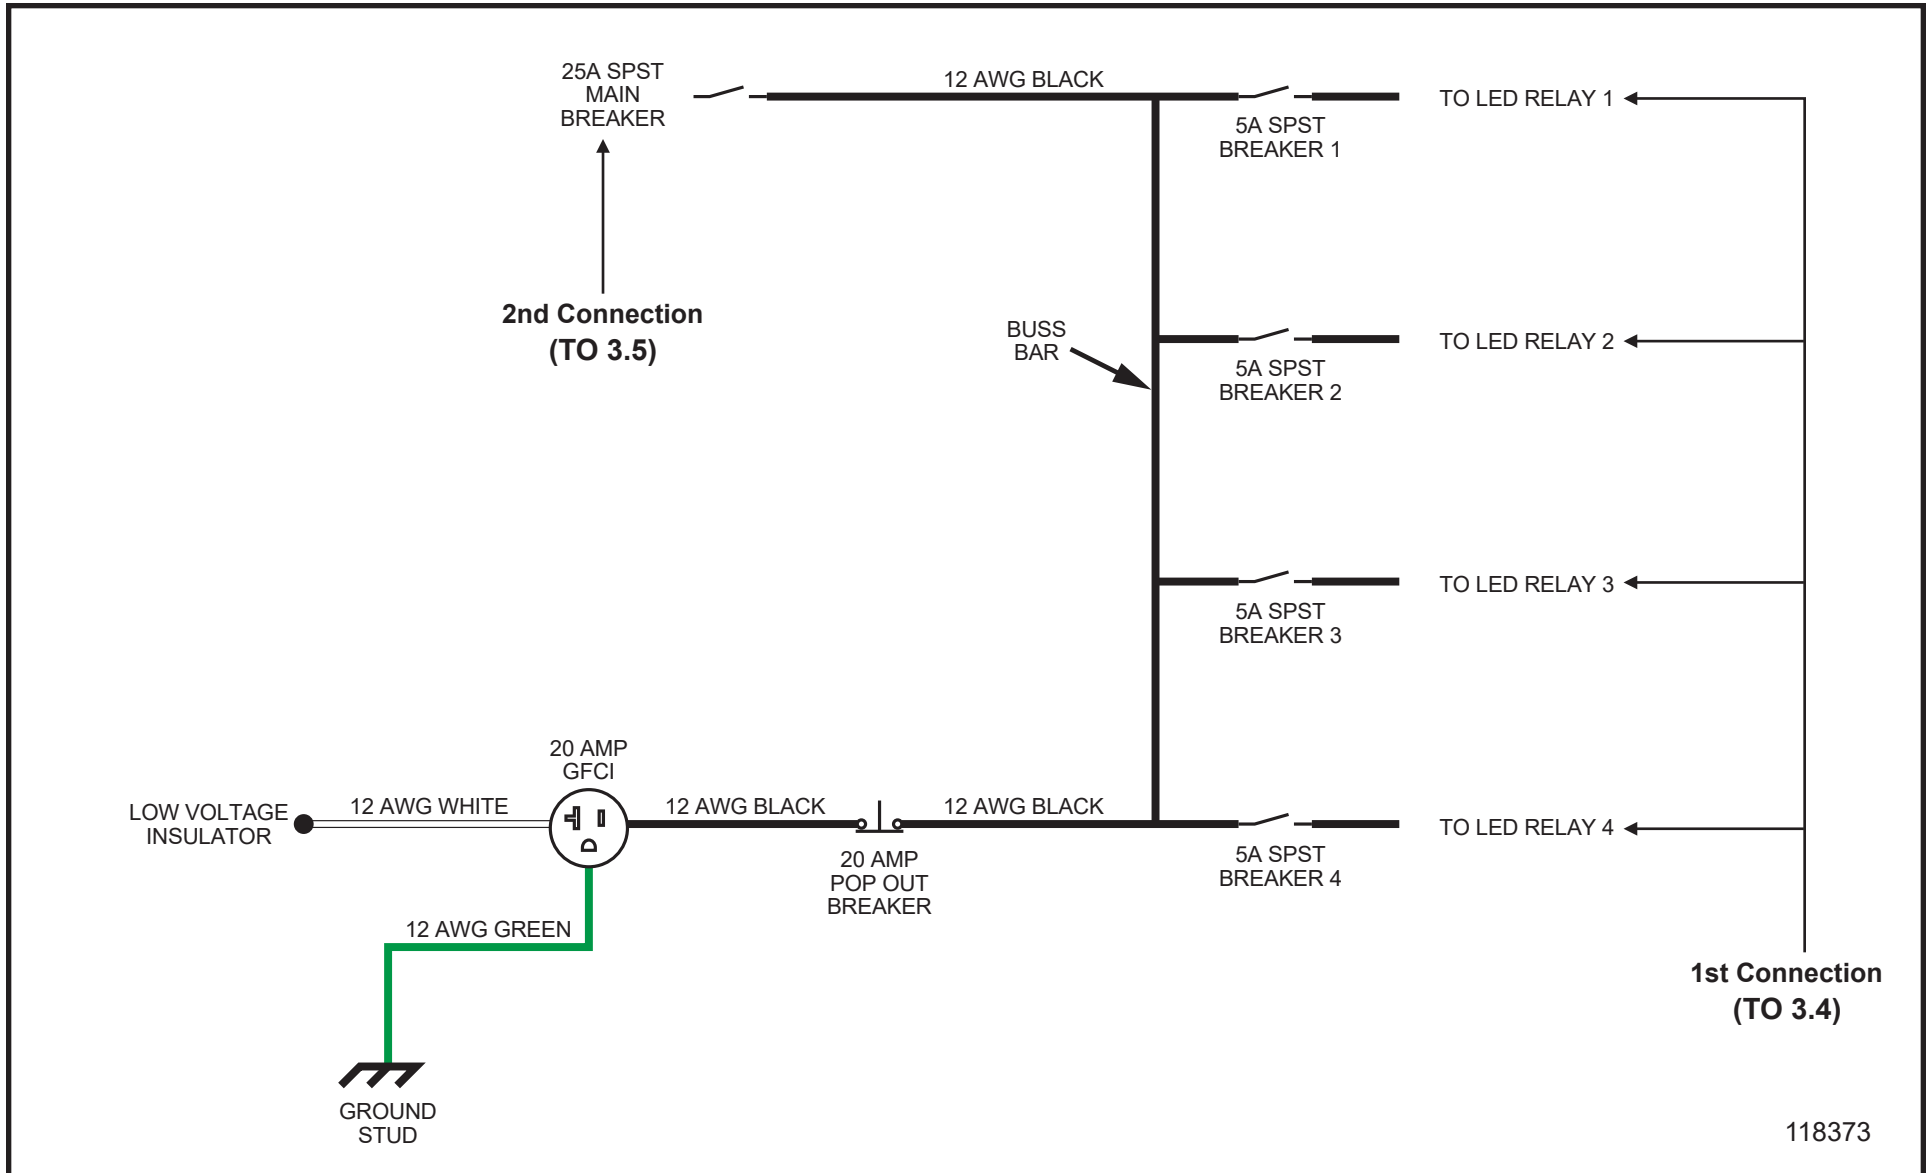 25A SPST
MAIN
BREAKER
12 AWG BLACK
5A SPST
BREAKER 1
TO LED RELAY 1
2nd Connection
(TO 3.5)
BUSS
BAR
5A SPST
BREAKER 2
TO LED RELAY 2
5A SPST
BREAKER 3
TO LED RELAY 3
LOW VOLTAGE
INSULATOR
12 AWG WHITE
20 AMP
GFCI
12 AWG BLACK
20 AMP
POP OUT
BREAKER
12 AWG BLACK
5A SPST
BREAKER 4
TO LED RELAY 4
12 AWG GREEN
GROUND
STUD
1st Connection
(TO 3.4)
118373